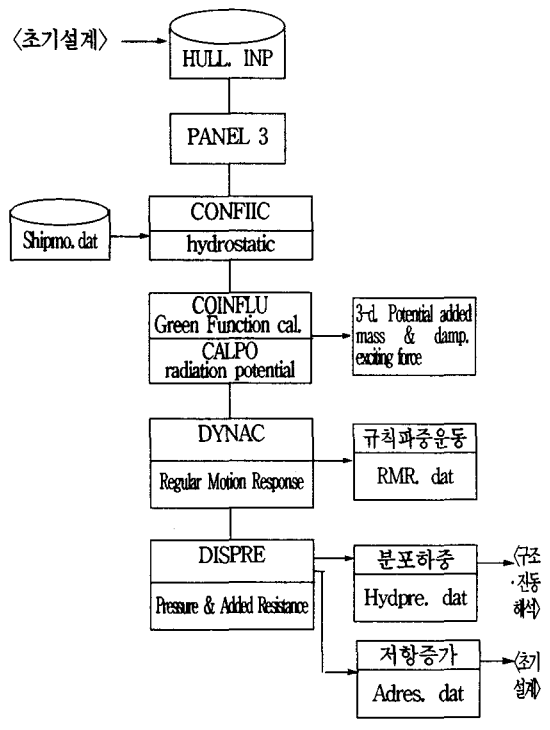 〈초기설계〉
HULL. INP
PANEL 3
CONFIIC
hydrostatic
Shipmo. dat
COINFLU
Green Function cal.
CALPO
radiation potential
3-d. Potential added
mass & damp.
exciting force
DYNAC
Regular Motion Response
규칙파중운동
RMR. dat
DISPRE
Pressure & Added Resistance
분포하중
Hydpre. dat
〈구조
·진동
해석〉
저항증가
Adres. dat
〈초기
설계〉